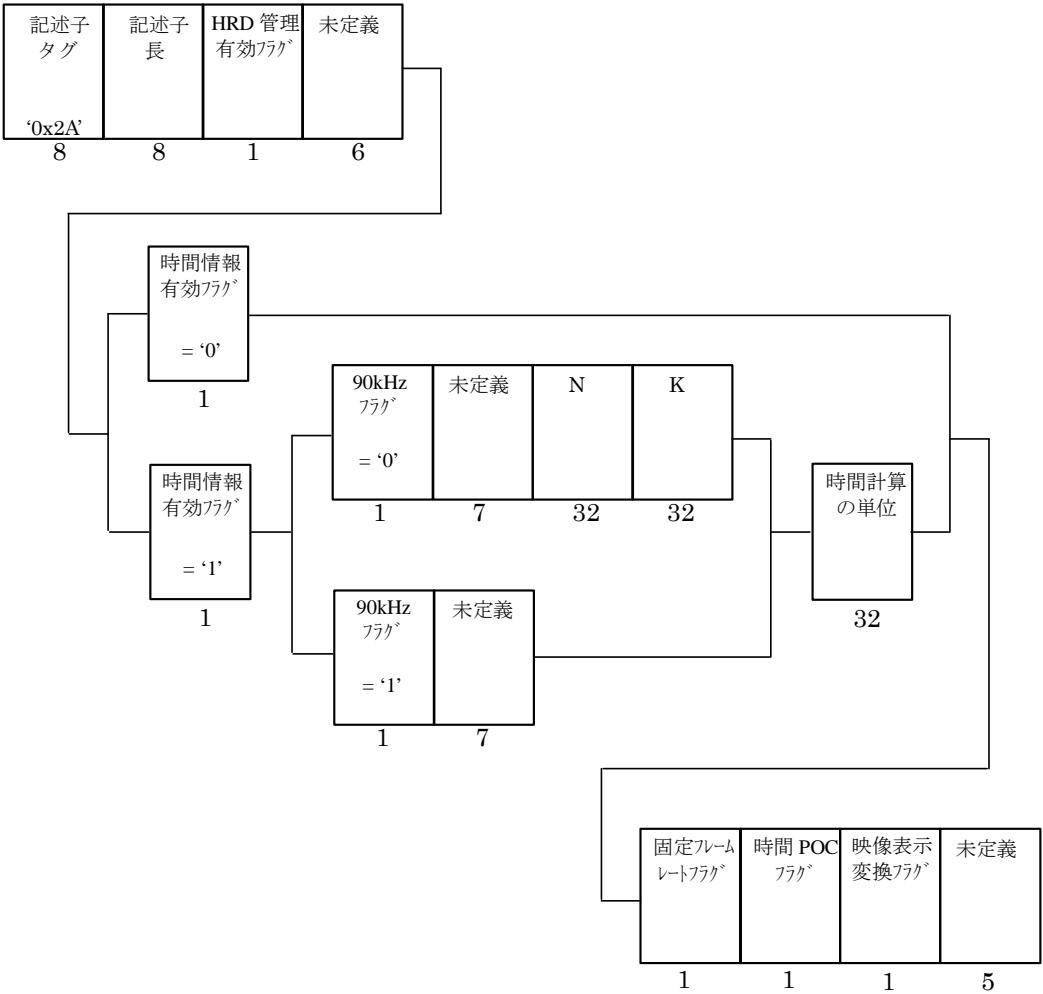 記述子
タグ
‘0x2A’
8
記述子
長
8
HRD 管理
有効ﾌﾗｸﾞ
1
未定義
6
時間情報
有効ﾌﾗｸﾞ
= ‘0’
1
時間情報
有効ﾌﾗｸﾞ
= ‘1’
1
90kHz
ﾌﾗｸﾞ
= ‘0’
1
未定義
7
N
32
K
32
90kHz
ﾌﾗｸﾞ
= ‘1’
1
未定義
7
時間計算
の単位
32
固定ﾌﾚｰﾑ
ﾚｰﾄﾌﾗｸﾞ
1
時間 POC
ﾌﾗｸﾞ
1
映像表示
変換ﾌﾗｸﾞ
1
未定義
5